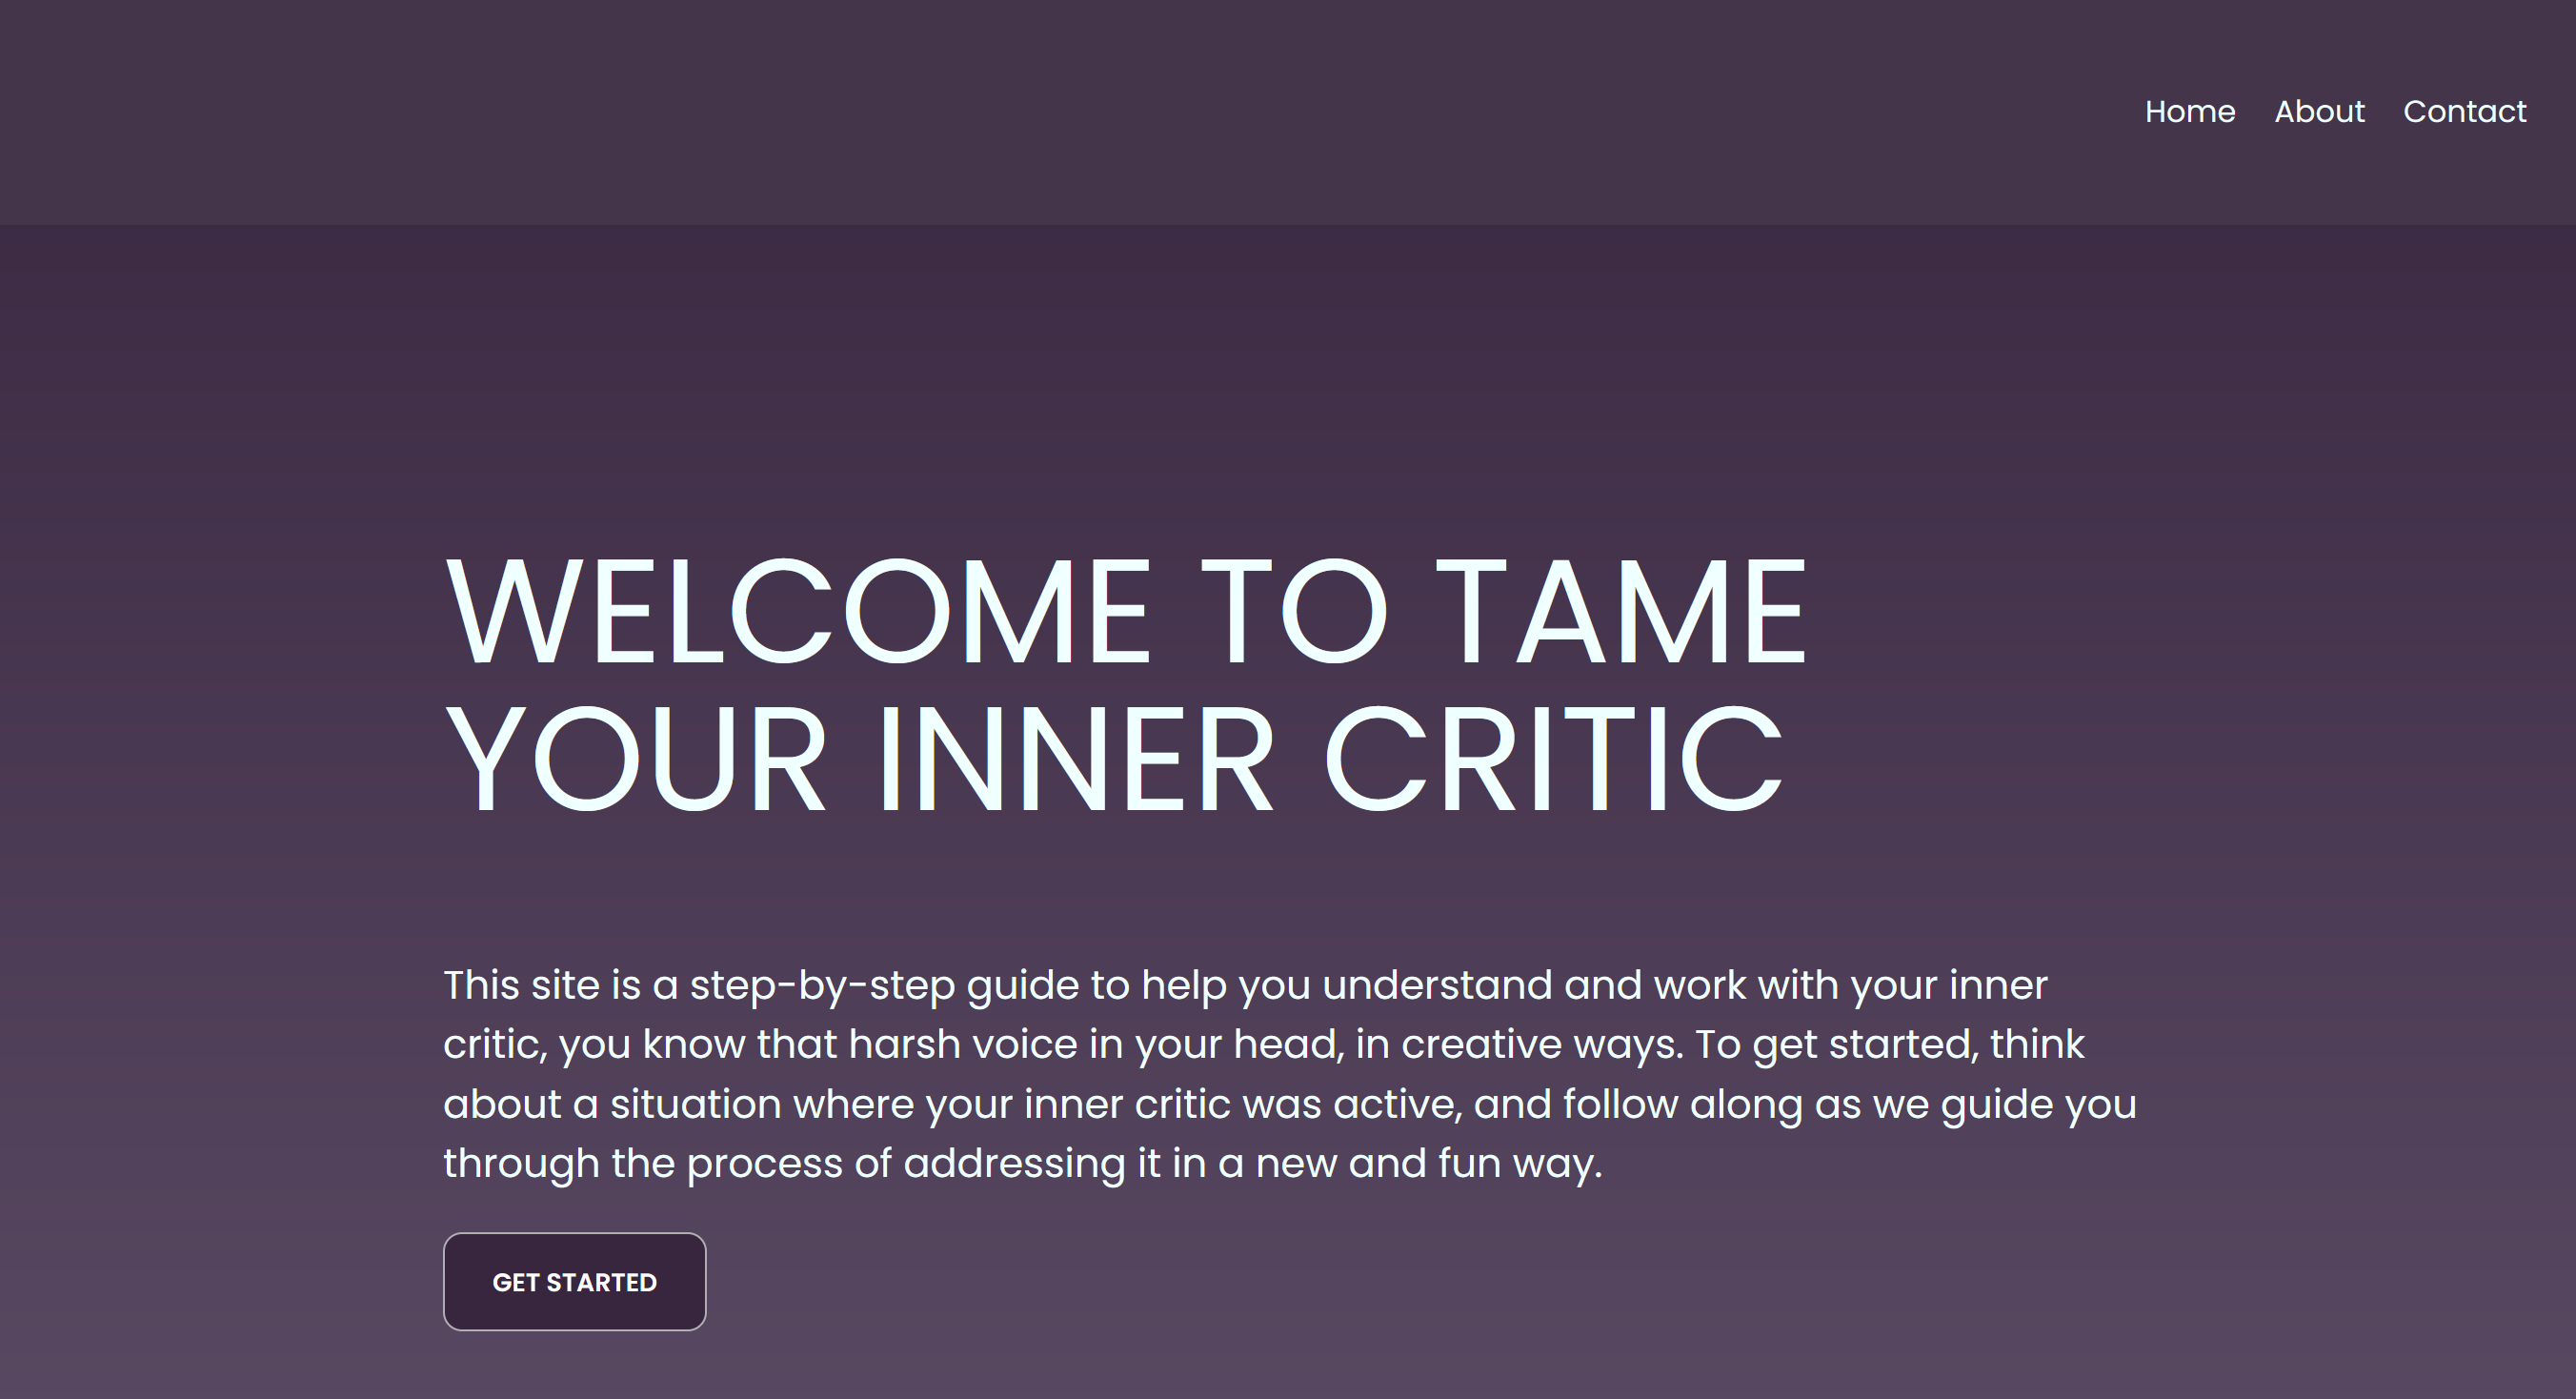 Home About Contact
WELCOME TO TAME
YOUR INNER CRITIC
This site is a step-by-step guide to help you understand and work with your inner
critic, you know that harsh voice in your head, in creative ways. To get started, think
about a situation where your inner critic was active, and follow along as we guide you
through the process of addressing it in a new and fun way.
GET STARTED